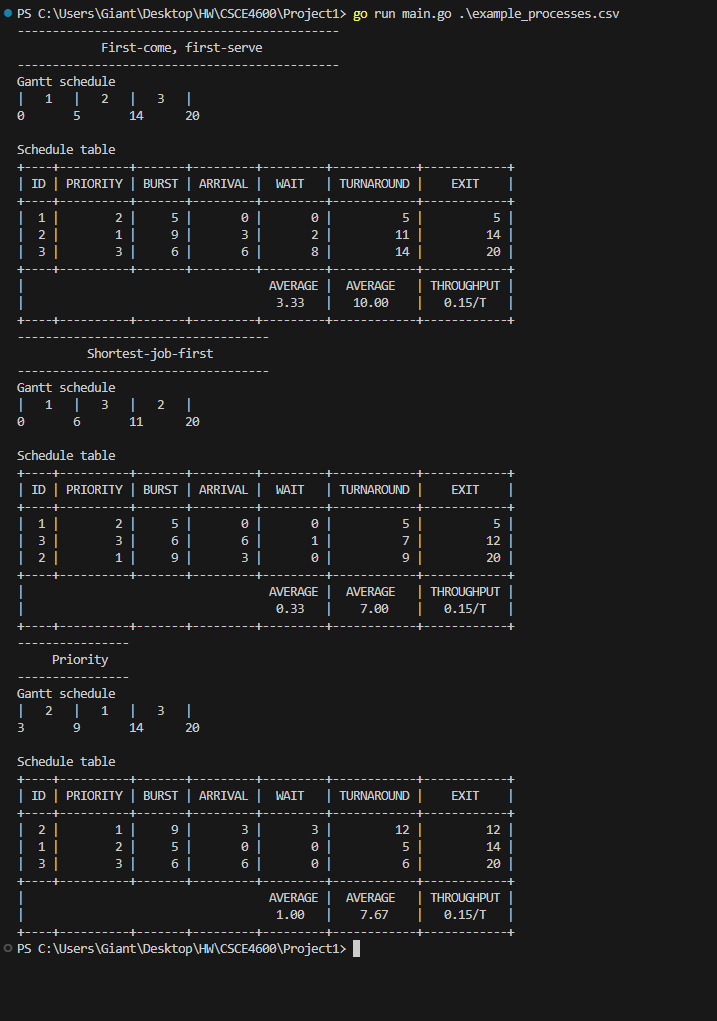 PS C:\Users\Giant\Desktop\HW\CSCE4600\Project1> go run main.go .\example_processes.csv
----------------------------------------------
            First-come, first-serve
----------------------------------------------
Gantt schedule
|   1   |   2   |   3   |
0       5       14      20

Schedule table
+----+----------+-------+---------+---------+------------+------------+
| ID | PRIORITY | BURST | ARRIVAL |  WAIT   | TURNAROUND |    EXIT    |
+----+----------+-------+---------+---------+------------+------------+
|  1 |        2 |     5 |       0 |       0 |          5 |          5 |
|  2 |        1 |     9 |       3 |       2 |         11 |         14 |
|  3 |        3 |     6 |       6 |       8 |         14 |         20 |
+----+----------+-------+---------+---------+------------+------------+
|                                   AVERAGE |  AVERAGE   | THROUGHPUT |
|                                    3.33   |   10.00    |   0.15/T   |
+----+----------+-------+---------+---------+------------+------------+
------------------------------------
          Shortest-job-first
------------------------------------
Gantt schedule
|   1   |   3   |   2   |
0       6       11      20

Schedule table
+----+----------+-------+---------+---------+------------+------------+
| ID | PRIORITY | BURST | ARRIVAL |  WAIT   | TURNAROUND |    EXIT    |
+----+----------+-------+---------+---------+------------+------------+
|  1 |        2 |     5 |       0 |       0 |          5 |          5 |
|  3 |        3 |     6 |       6 |       1 |          7 |         12 |
|  2 |        1 |     9 |       3 |       0 |          9 |         20 |
+----+----------+-------+---------+---------+------------+------------+
|                                   AVERAGE |  AVERAGE   | THROUGHPUT |
|                                    0.33   |   7.00     |   0.15/T   |
+----+----------+-------+---------+---------+------------+------------+
----------------
     Priority
----------------
Gantt schedule
|   2   |   1   |   3   |
3       9       14      20

Schedule table
+----+----------+-------+---------+---------+------------+------------+
| ID | PRIORITY | BURST | ARRIVAL |  WAIT   | TURNAROUND |    EXIT    |
+----+----------+-------+---------+---------+------------+------------+
|  2 |        1 |     9 |       3 |       3 |         12 |         12 |
|  1 |        2 |     5 |       0 |       0 |          5 |         14 |
|  3 |        3 |     6 |       6 |       0 |          6 |         20 |
+----+----------+-------+---------+---------+------------+------------+
|                                   AVERAGE |  AVERAGE   | THROUGHPUT |
|                                    1.00   |   7.67     |   0.15/T   |
+----+----------+-------+---------+---------+------------+------------+
PS C:\Users\Giant\Desktop\HW\CSCE4600\Project1>